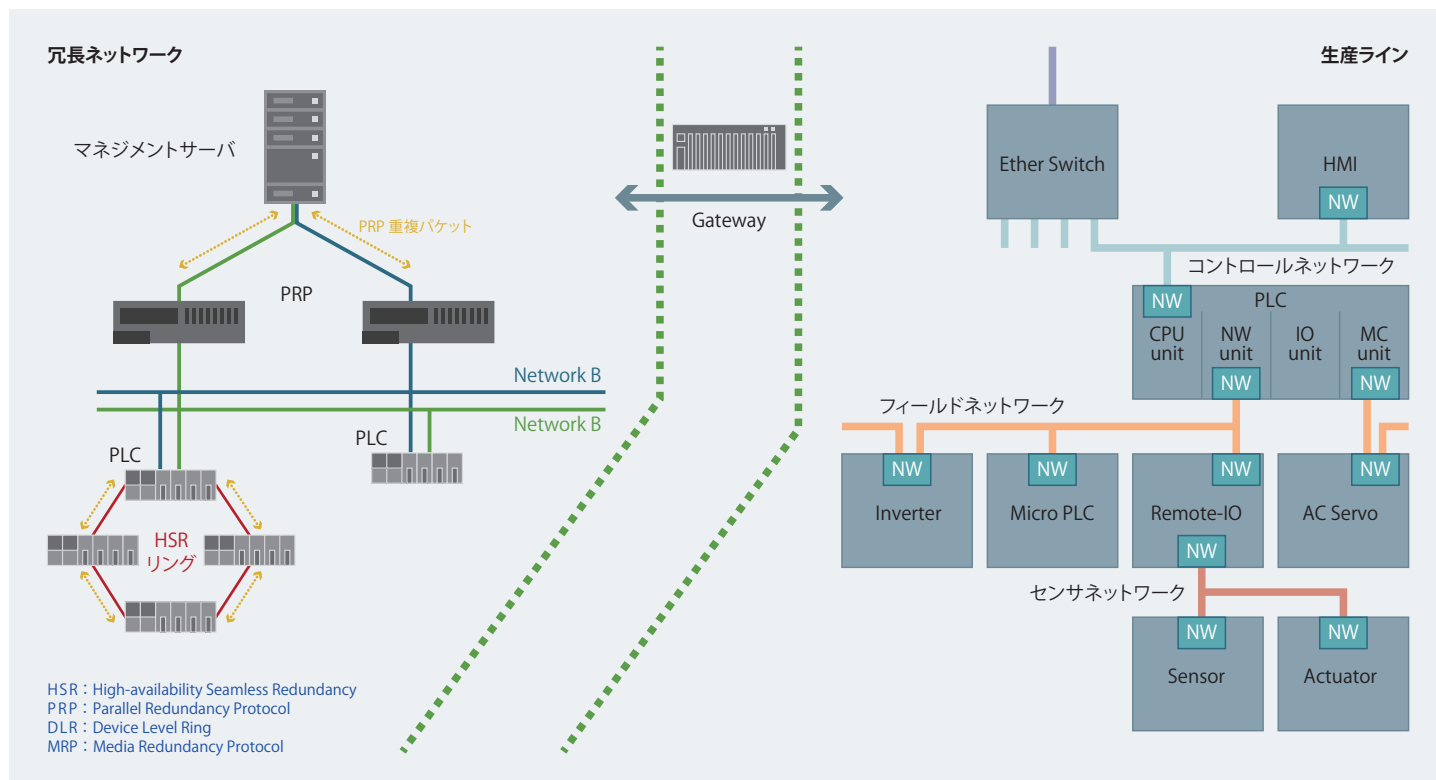 冗長ネットワーク
マネジメントサーバ
PRP 重複パケット
PRP
Network B
Network B
PLC
PLC
HSR
リング
HSR：High-availability Seamless Redundancy
PRP：Parallel Redundancy Protocol
DLR：Device Level Ring
MRP：Media Redundancy Protocol
Gateway
生産ライン
Ether Switch
HMI
NW
コントロールネットワーク
NW
PLC
CPU
unit
NW
unit
IO
unit
MC
unit
NW
NW
フィールドネットワーク
NW
NW
NW
NW
Inverter
Micro PLC
Remote-IO
AC Servo
NW
センサネットワーク
NW
NW
Sensor
Actuator